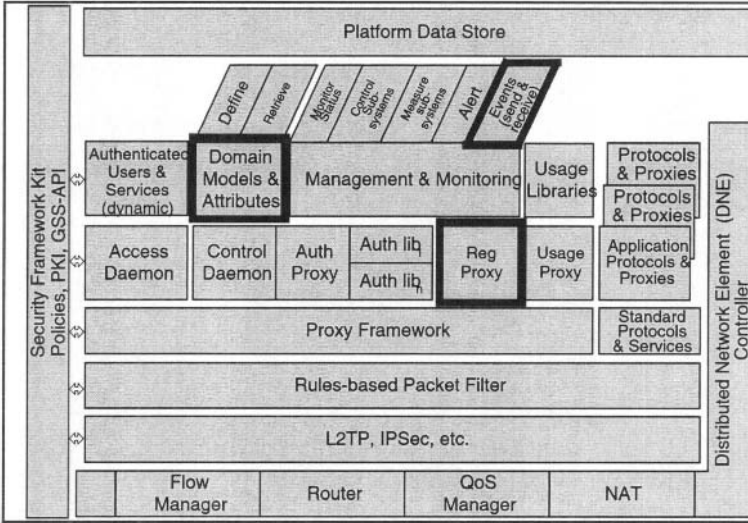 Platform Data Store
Define
Retrieve
Monitor
Status
Control
Sub-
systems
Measure
sub-
systems
Alert
Events
(send &
receive)
Authenticated
Users &
Services
(dynamic)
Domain
Models &
Attributes
Management & Monitoring
Usage
Libraries
Protocols
& Proxies
Protocols
& Proxies
Access
Daemon
Control
Daemon
Auth
Proxy
Auth lib i
Auth lib n
Reg
Proxy
Usage
Proxy
Application
Protocols &
Proxies
Proxy Framework
Standard
Protocols
& Services
Rules-based Packet Filter
L2TP, IPSec, etc.
Flow
Manager
Router
QoS
Manager
NAT
Security Framework Kit
Policies, PKI, GSS-API
Distributed Network Element (DNE)
Controller